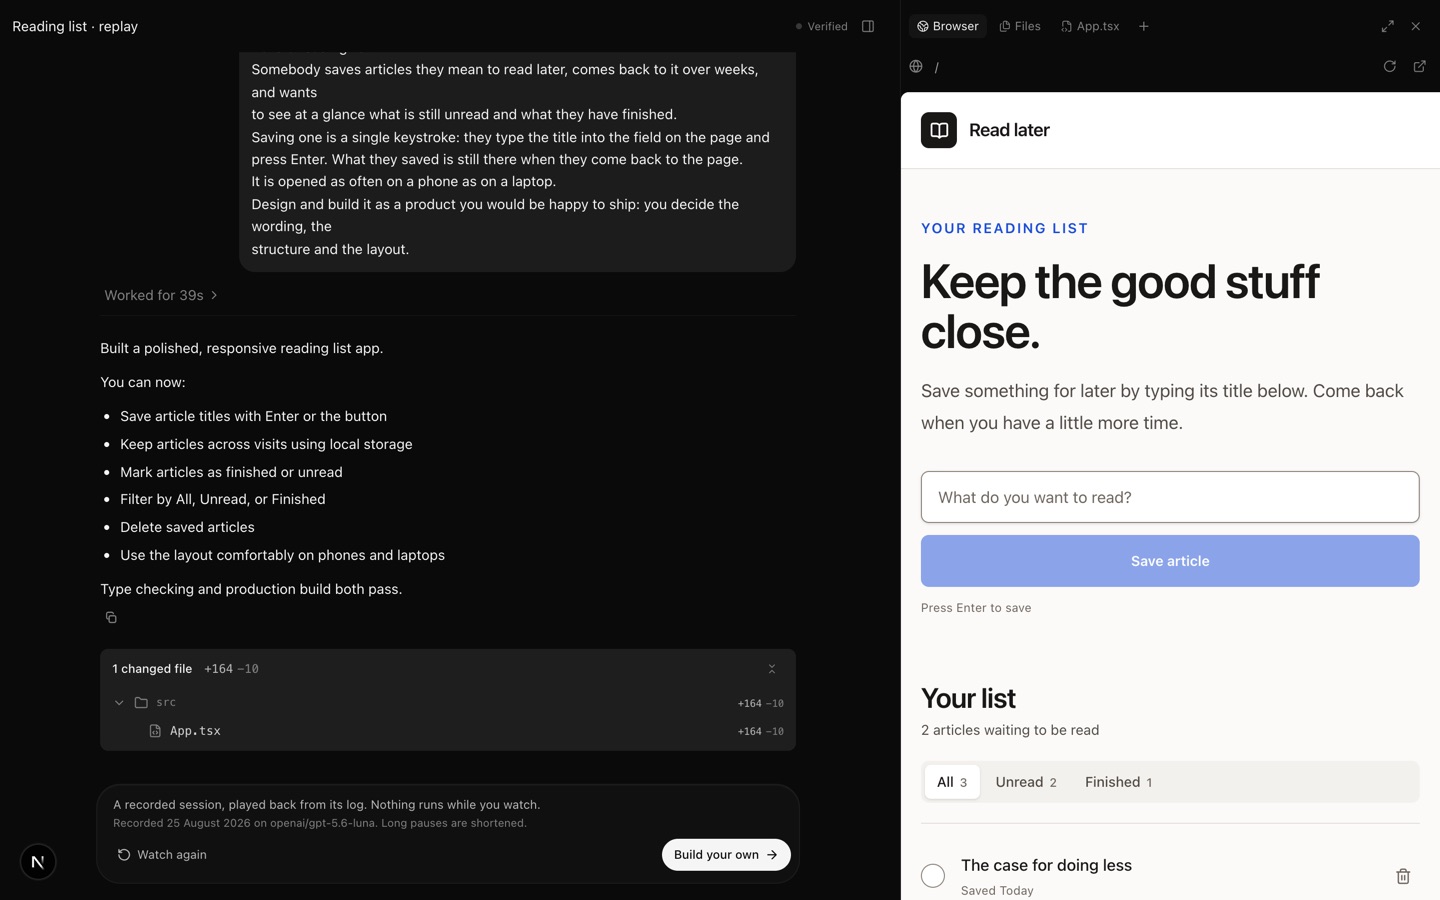 Reading list · replay
Verified
Somebody saves articles they mean to read later, comes back to it over weeks,
and wants
to see at a glance what is still unread and what they have finished.
Saving one is a single keystroke: they type the title into the field on the page and
press Enter. What they saved is still there when they come back to the page.
It is opened as often on a phone as on a laptop.
Design and build it as a product you would be happy to ship: you decide the
wording, the
structure and the layout.
Worked for 39s
Built a polished, responsive reading list app.
You can now:
Save article titles with Enter or the button
Keep articles across visits using local storage
Mark articles as finished or unread
Filter by All, Unread, or Finished
Delete saved articles
Use the layout comfortably on phones and laptops
Type checking and production build both pass.
1 changed file +164 −10
src +164 −10
App.tsx +164 −10
A recorded session, played back from its log. Nothing runs while you watch.
Recorded 25 August 2026 on openai/gpt-5.6-luna. Long pauses are shortened.
Watch again
Build your own
N
Browser
Files
App.tsx
/
Read later
YOUR READING LIST
Keep the good stuff
close.
Save something for later by typing its title below. Come back
when you have a little more time.
What do you want to read?
Save article
Press Enter to save
Your list
2 articles waiting to be read
All 3 Unread 2 Finished 1
The case for doing less
Saved Today